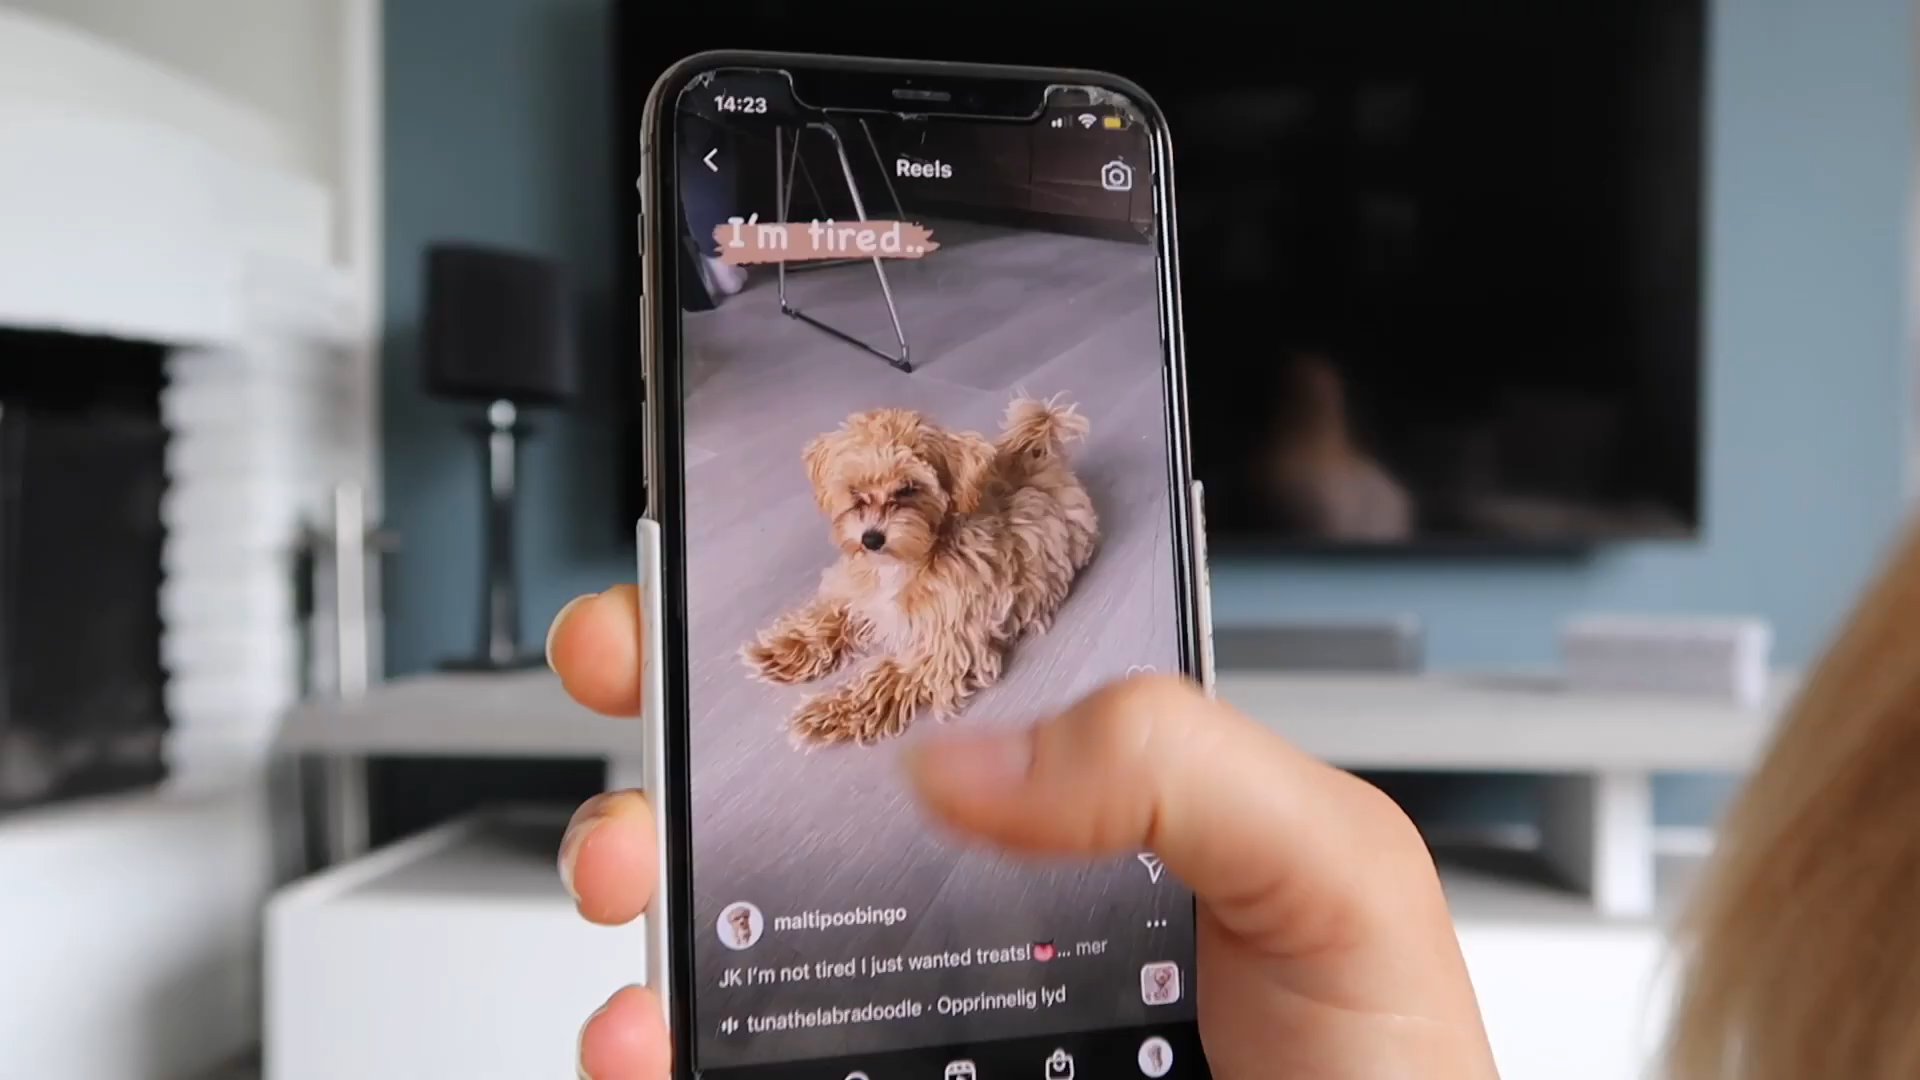 14:23
Reels
I'm tired..
maltipoobingo
JK I'm not tired I just wanted treats!👅... mer
tunathelabradoodle · Opprinnelig lyd